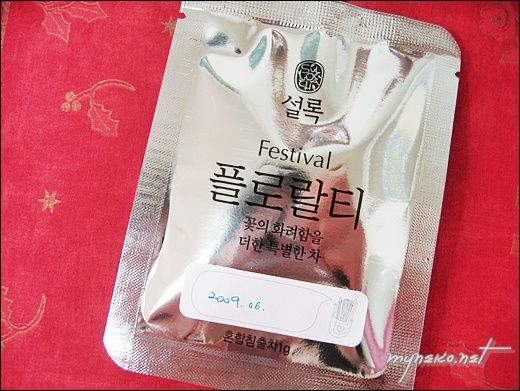 설록
Festival
플로랄티
꽃의 화려함을
더한 특별한 차
2009. 06.
혼합침출차1g
myneko.net